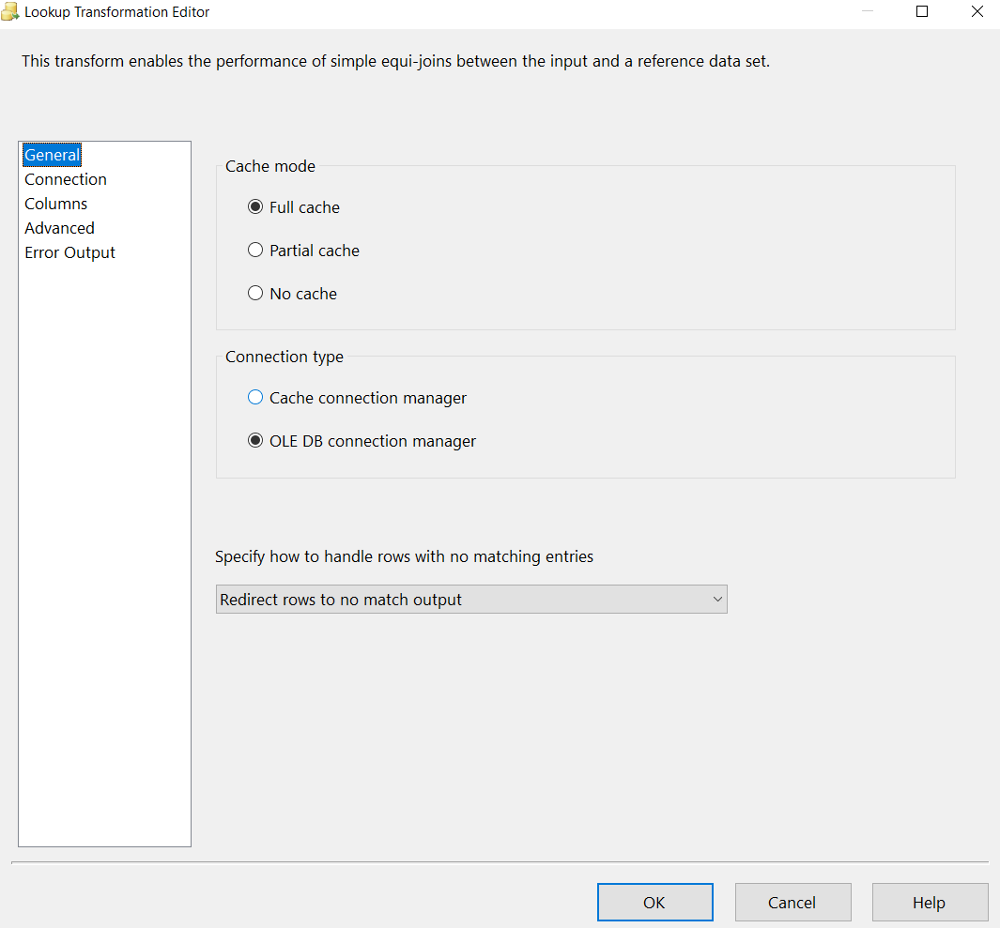 Lookup Transformation Editor
This transform enables the performance of simple equi-joins between the input and a reference data set.
General
Connection
Columns
Advanced
Error Output
Cache mode
Full cache
Partial cache
No cache
Connection type
Cache connection manager
OLE DB connection manager
Specify how to handle rows with no matching entries
Redirect rows to no match output
OK
Cancel
Help